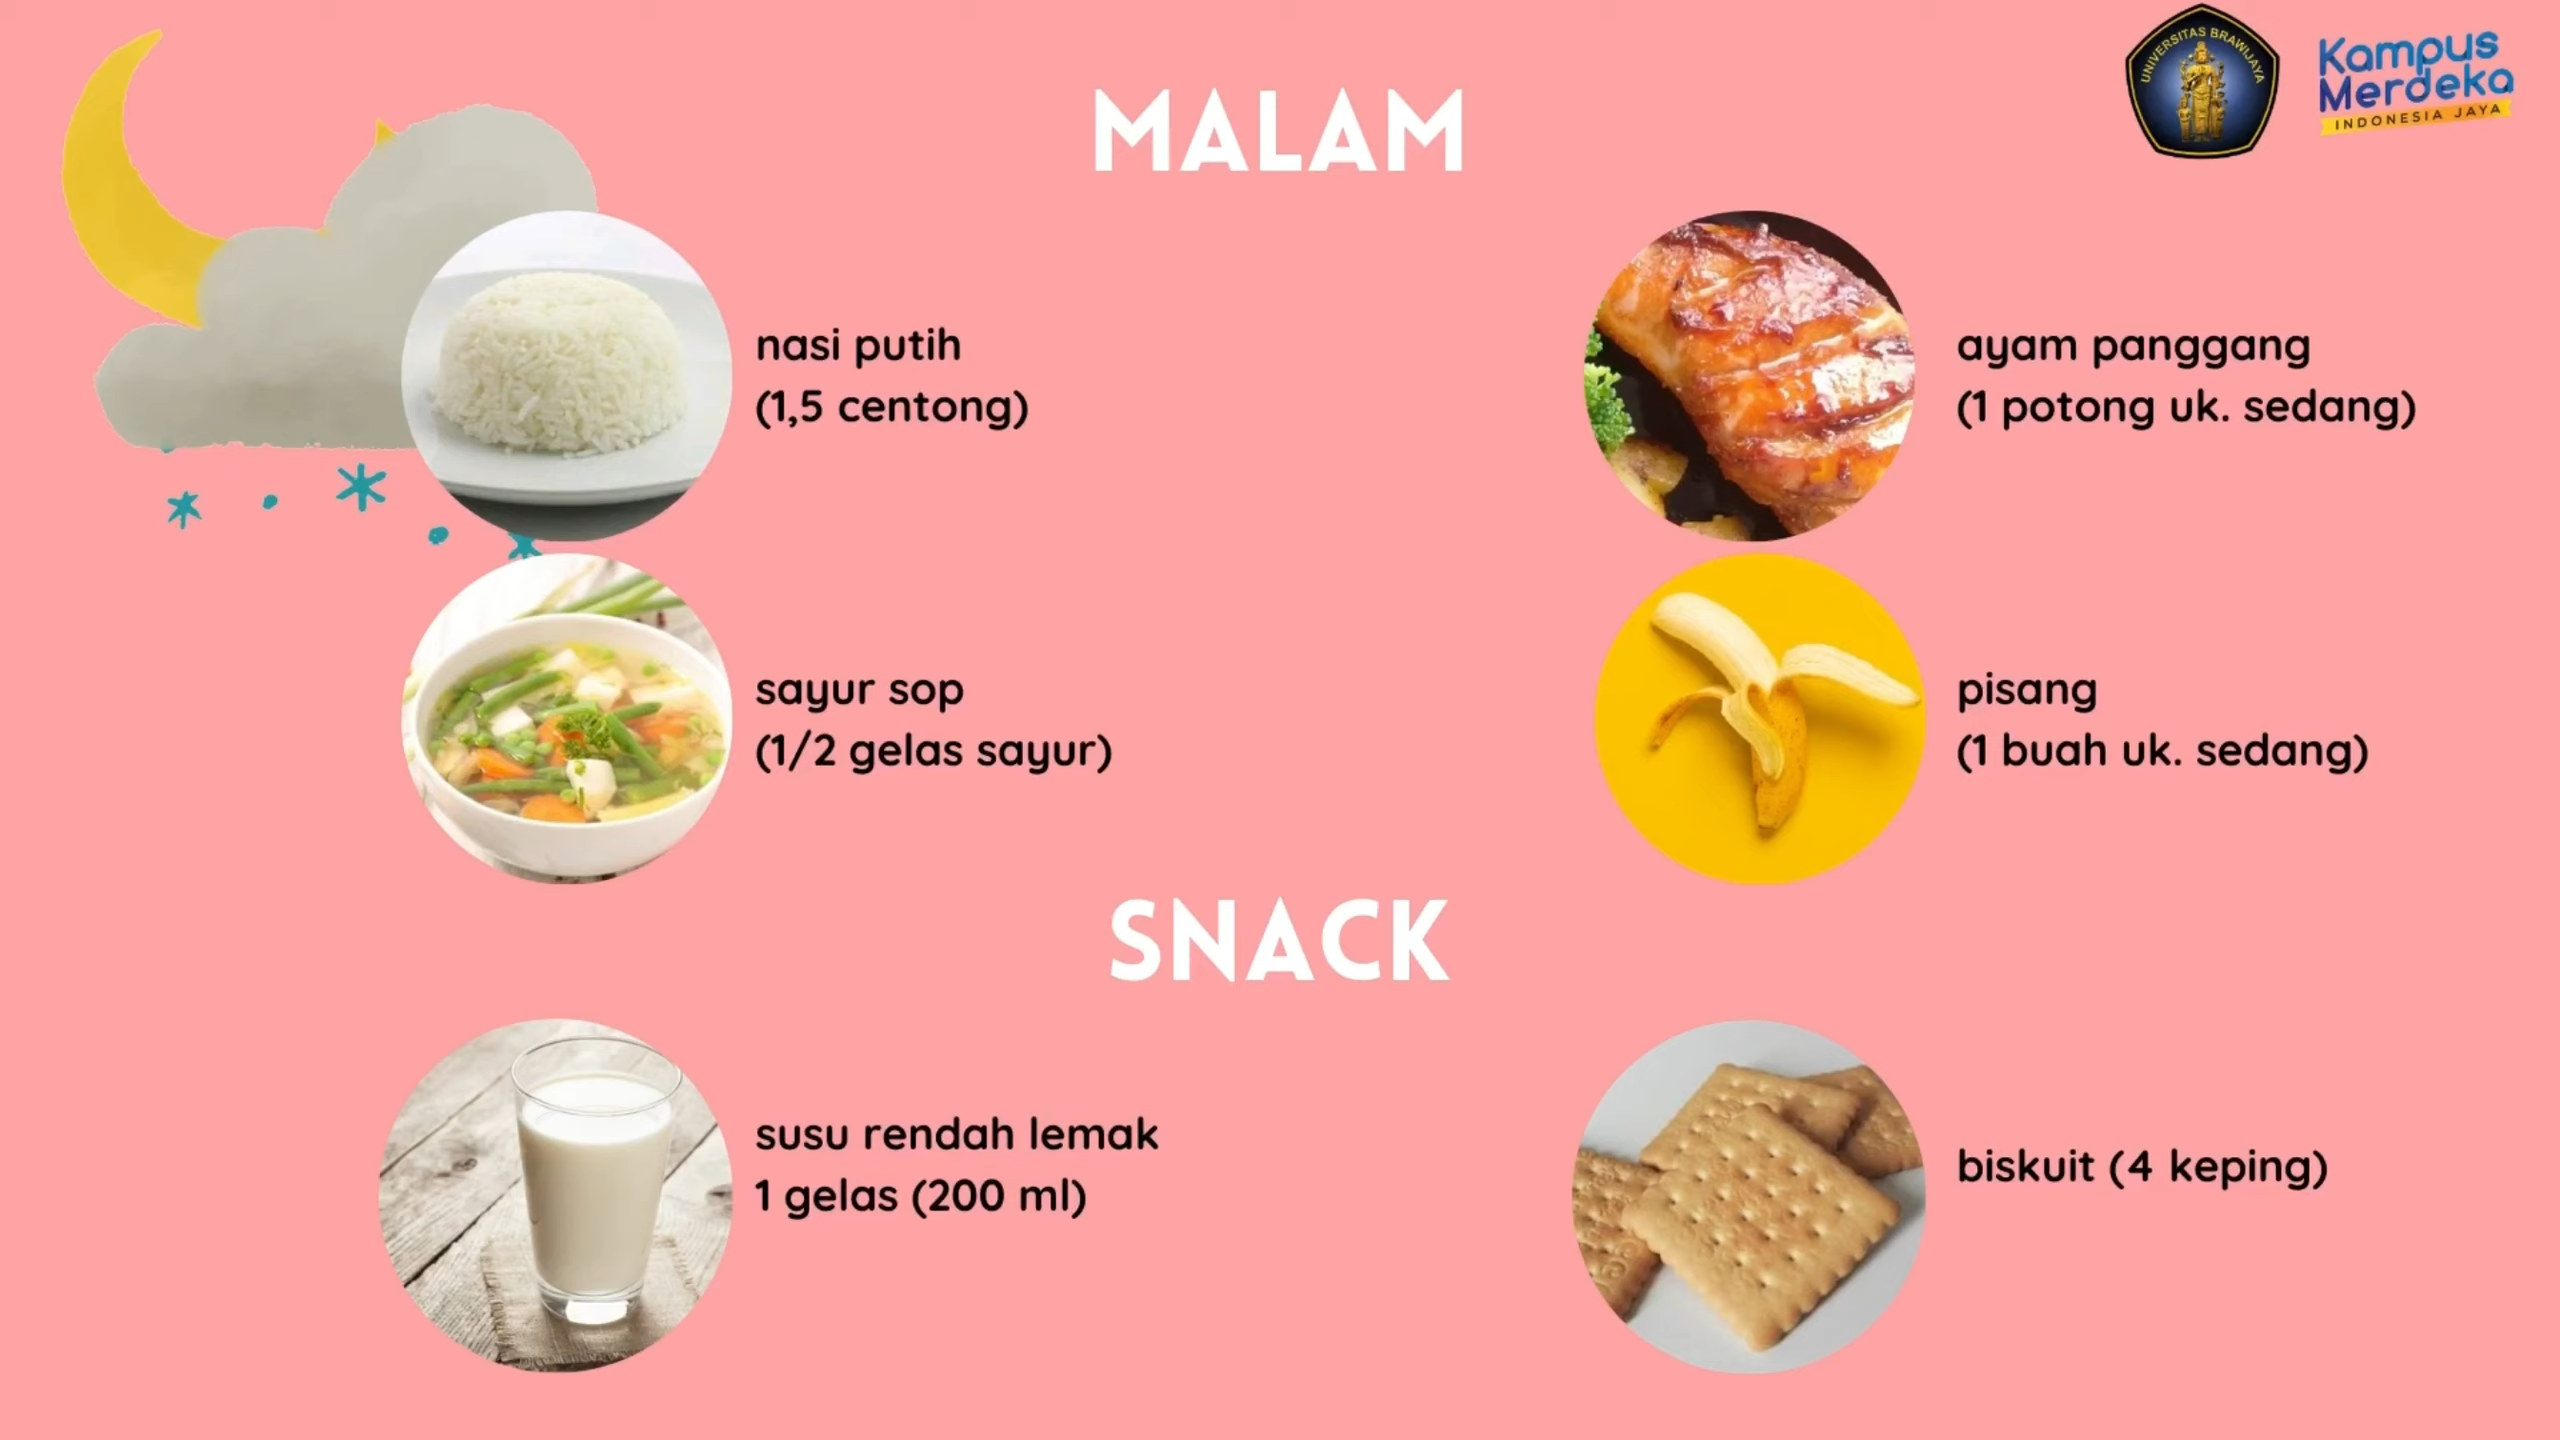 UNIVERSITAS BRAWIJAYA
Kampus
Merdeka
INDONESIA JAYA
MALAM
nasi putih
(1,5 centong)
ayam panggang
(1 potong uk. sedang)
sayur sop
(1/2 gelas sayur)
pisang
(1 buah uk. sedang)
SNACK
susu rendah lemak
1 gelas (200 ml)
biskuit (4 keping)